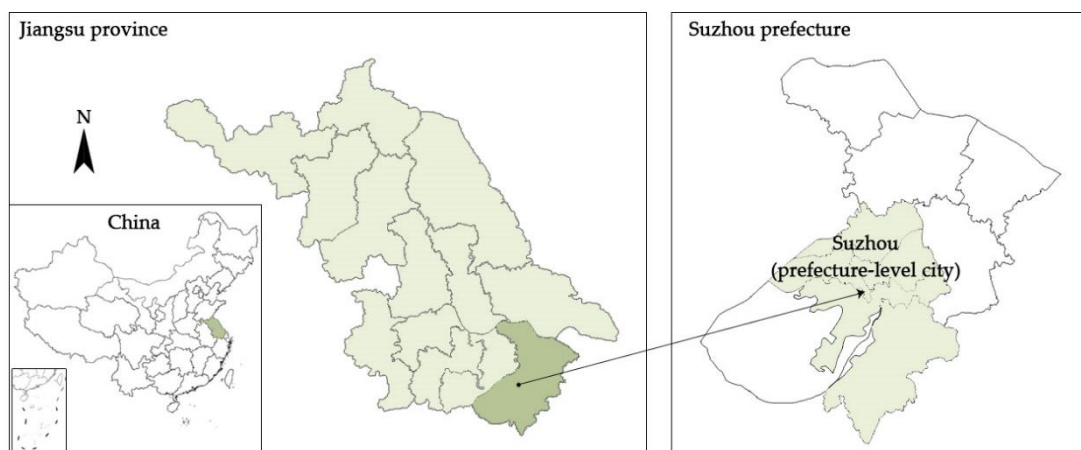 Jiangsu province
N
China
Suzhou prefecture
Suzhou
(prefecture-level city)